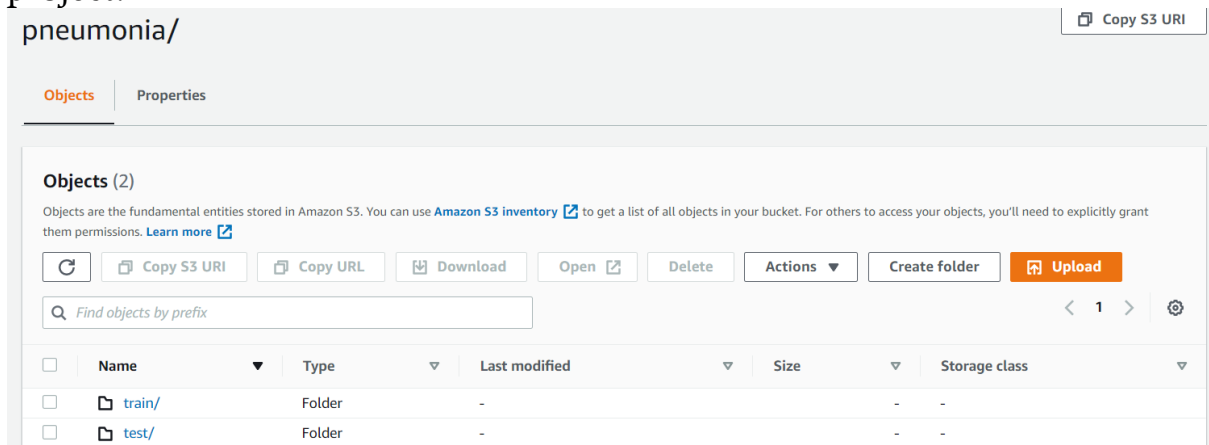 pneumonia/
Copy S3 URI
Objects
Properties
Objects (2)
Objects are the fundamental entities stored in Amazon S3. You can use Amazon S3 inventory to get a list of all objects in your bucket. For others to access your objects, you'll need to explicitly grant
them permissions. Learn more
Copy S3 URI Copy URL Download Open Delete Actions Create folder Upload
Find objects by prefix
1
Name Type Last modified Size Storage class
train/ Folder - - -
test/ Folder - - -